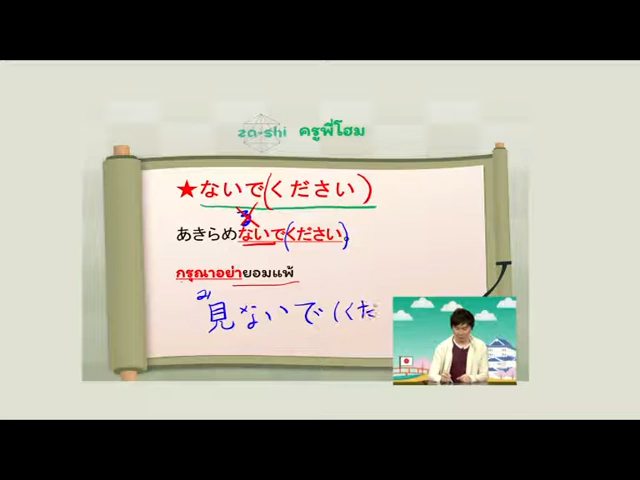 za-shi ครูพี่โฮม
★ないで(ください)
あきらめないで(ください)。
กรุณาอย่ายอมแพ้
み
見ないで(くだ